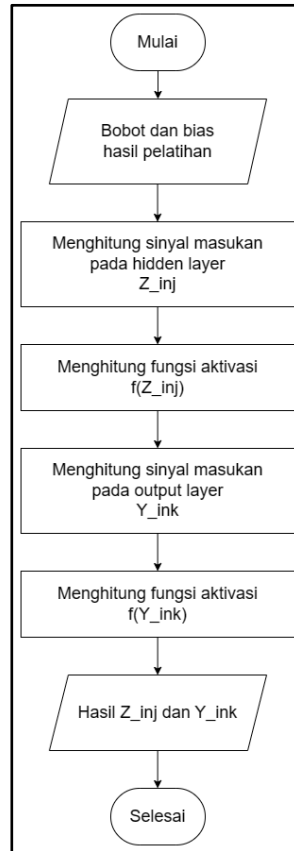 Mulai
Bobot dan bias
hasil pelatihan
Menghitung sinyal masukan
pada hidden layer
Z_inj
Menghitung fungsi aktivasi
f(Z_inj)
Menghitung sinyal masukan
pada output layer
Y_ink
Menghitung fungsi aktivasi
f(Y_ink)
Hasil Z_inj dan Y_ink
Selesai